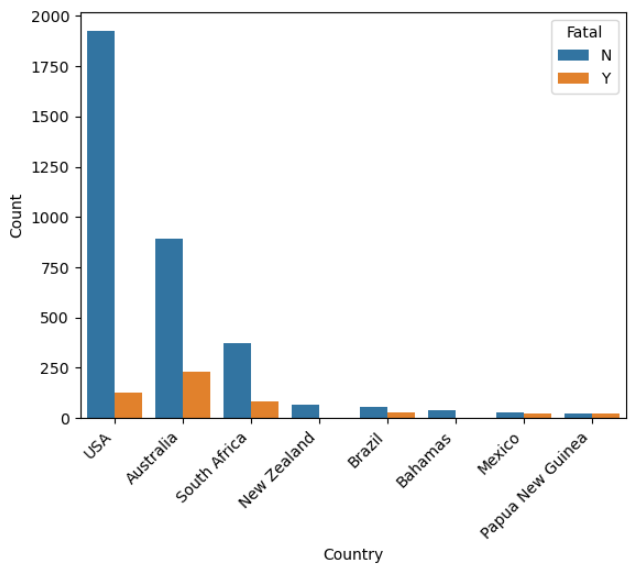 Fatal
N
Y
2000
1750
1500
1250
1000
750
500
250
0
Count
USA
Australia
South Africa
New Zealand
Brazil
Bahamas
Mexico
Papua New Guinea
Country